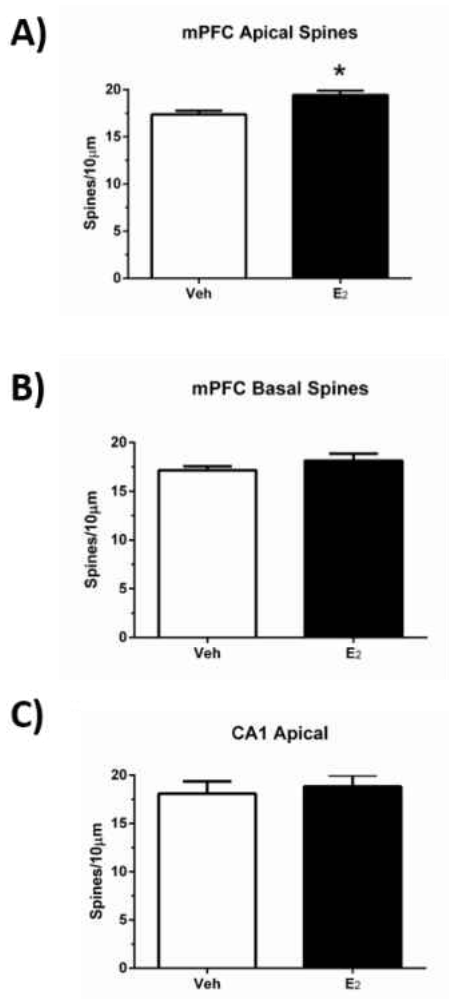 A)
mPFC Apical Spines
*
20
15
10
5
0
Spines/10µm
Veh
E₂
B)
mPFC Basal Spines
20
15
10
5
0
Spines/10µm
Veh
E₂
C)
CA1 Apical
20
15
10
5
0
Spines/10µm
Veh
E₂